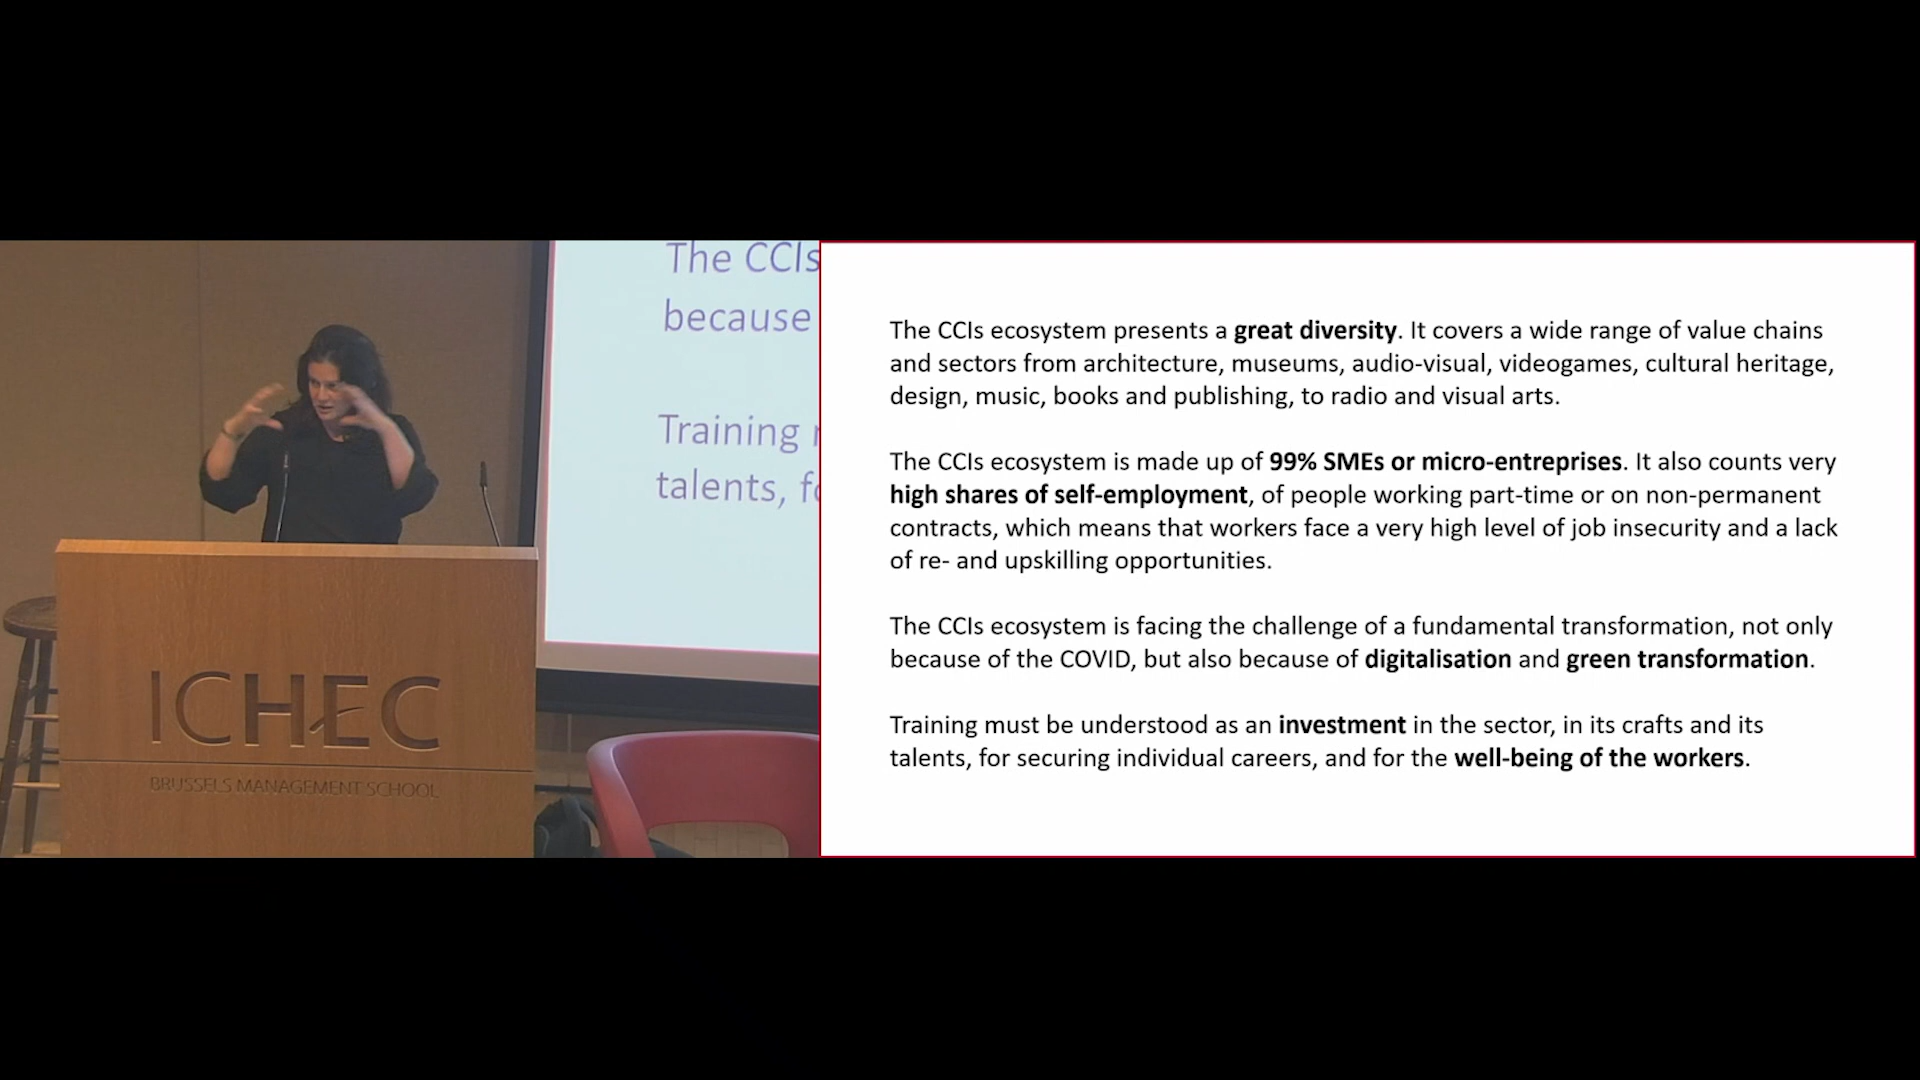 The CCIs
because
Training
talents, fo
ICHEC
BRUSSELS MANAGEMENT SCHOOL
The CCIs ecosystem presents a great diversity. It covers a wide range of value chains
and sectors from architecture, museums, audio-visual, videogames, cultural heritage,
design, music, books and publishing, to radio and visual arts.
The CCIs ecosystem is made up of 99% SMEs or micro-entreprises. It also counts very
high shares of self-employment, of people working part-time or on non-permanent
contracts, which means that workers face a very high level of job insecurity and a lack
of re- and upskilling opportunities.
The CCIs ecosystem is facing the challenge of a fundamental transformation, not only
because of the COVID, but also because of digitalisation and green transformation.
Training must be understood as an investment in the sector, in its crafts and its
talents, for securing individual careers, and for the well-being of the workers.